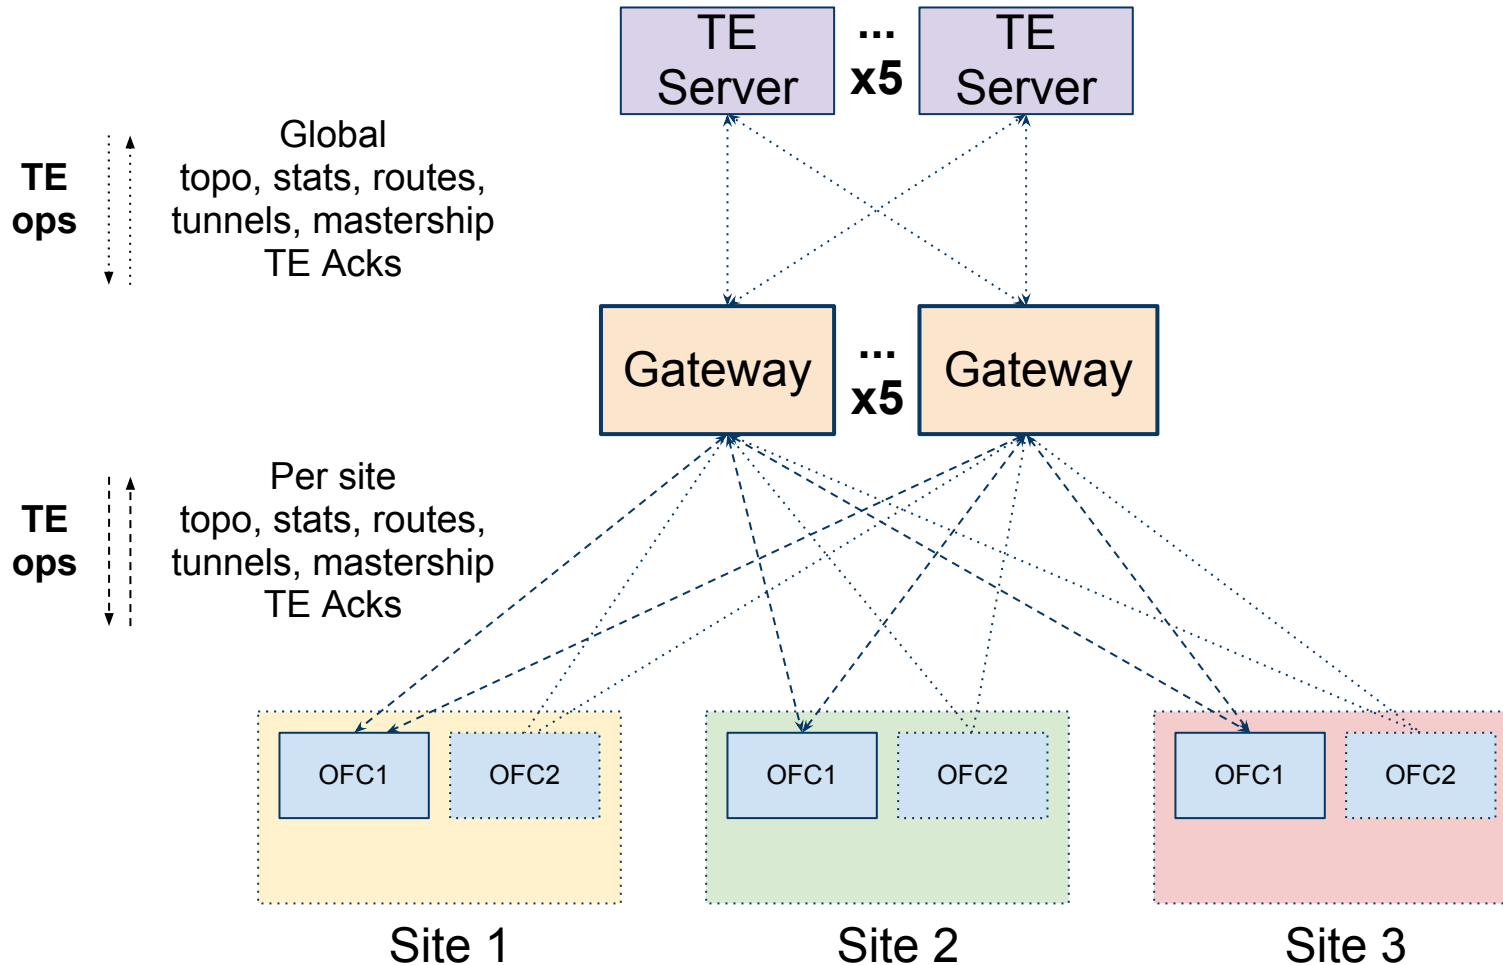 TE
Server
...
x5
TE
Server
TE
ops
Global
topo, stats, routes,
tunnels, mastership
TE Acks
Gateway
...
x5
Gateway
TE
ops
Per site
topo, stats, routes,
tunnels, mastership
TE Acks
OFC1
OFC2
OFC1
OFC2
OFC1
OFC2
Site 1
Site 2
Site 3